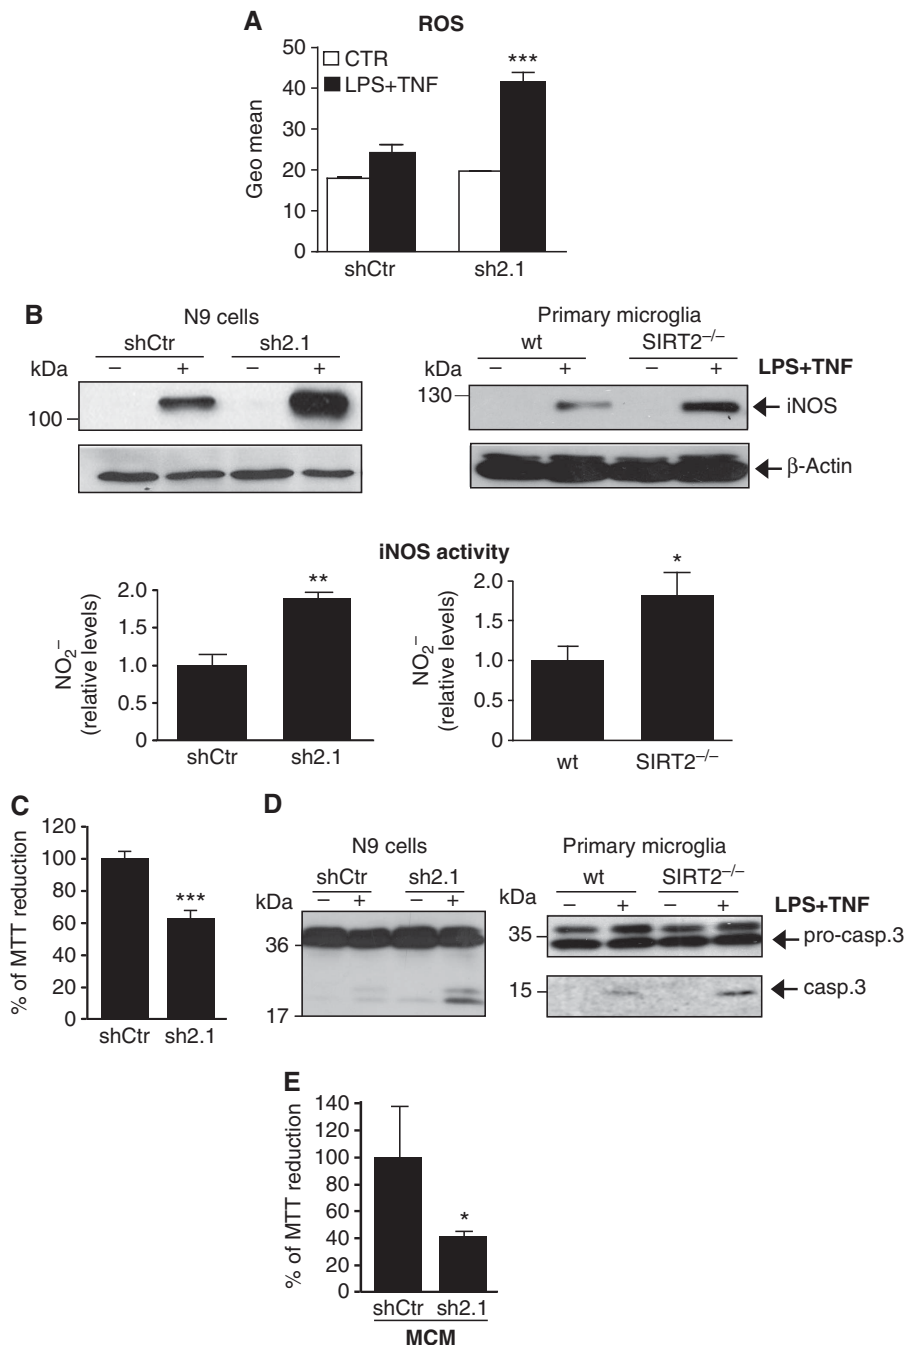 A
ROS
Geo mean
50
40
30
20
10
0
CTR
LPS+TNF
***
shCtr
sh2.1
B
N9 cells
shCtr
sh2.1
kDa
– + – +
100
Primary microglia
wt
SIRT2–/–
– + – +
LPS+TNF
130
iNOS
β-Actin
iNOS activity
NO2–
(relative levels)
2.0
1.5
1.0
0.5
0
**
shCtr
sh2.1
NO2–
(relative levels)
2.0
1.5
1.0
0.5
0
*
wt
SIRT2–/–
C
% of MTT reduction
120
100
80
60
40
20
0
***
shCtr
sh2.1
D
N9 cells
shCtr
sh2.1
kDa
– + – +
36
17
Primary microglia
wt
SIRT2–/–
kDa
– + – +
LPS+TNF
35
pro-casp.3
15
casp.3
E
% of MTT reduction
140
120
100
80
60
40
20
0
*
shCtr
sh2.1
MCM